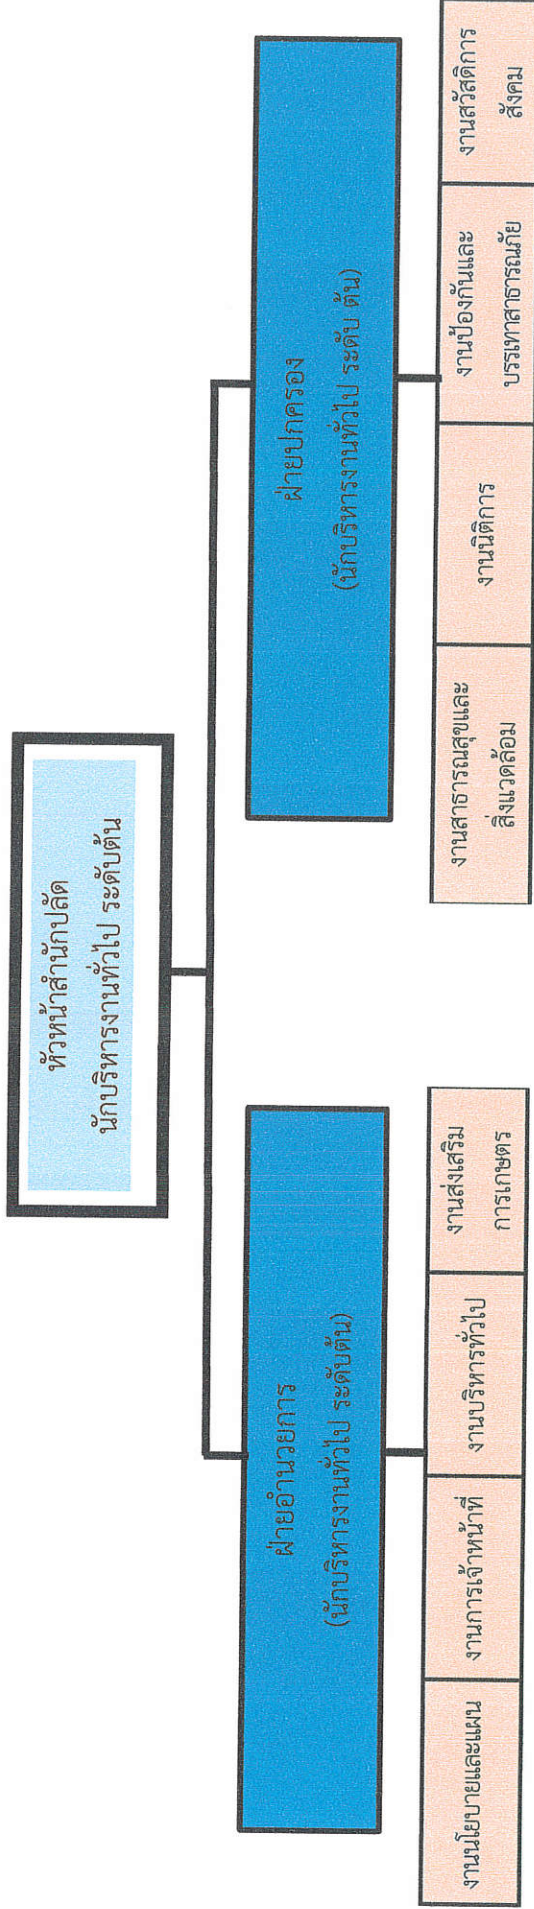 หัวหน้าสำนักปลัด
นักบริหารงานทั่วไป ระดับต้น
ฝ่ายอำนวยการ
(นักบริหารงานทั่วไป ระดับต้น)
ฝ่ายปกครอง
(นักบริหารงานทั่วไป ระดับ ต้น)
งานนโยบายและแผน
งานการเจ้าหน้าที่
งานบริหารทั่วไป
งานส่งเสริม
การเกษตร
งานสาธารณสุขและ
สิ่งแวดล้อม
งานนิติการ
งานป้องกันและ
บรรเทาสาธารณภัย
งานสวัสดิการ
สังคม